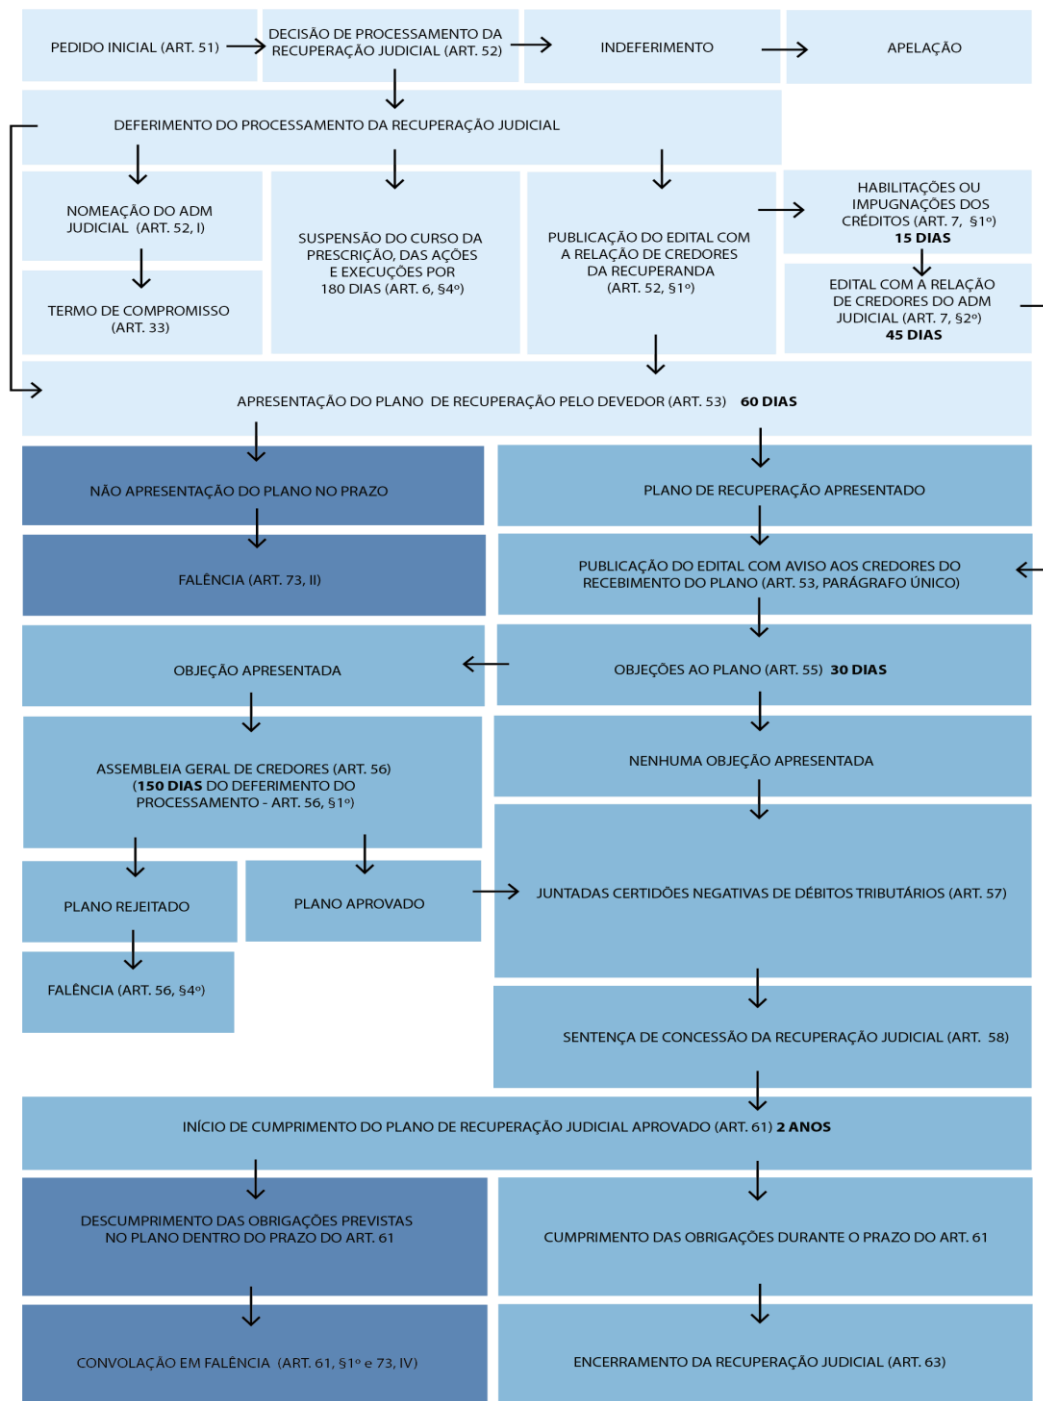 PEDIDO INICIAL (ART. 51)
DECISÃO DE PROCESSAMENTO DA
RECUPERAÇÃO JUDICIAL (ART. 52)
INDEFERIMENTO
APELAÇÃO
DEFERIMENTO DO PROCESSAMENTO DA RECUPERAÇÃO JUDICIAL
NOMEAÇÃO DO ADM
JUDICIAL (ART. 52, I)
SUSPENSÃO DO CURSO DA
PRESCRIÇÃO, DAS AÇÕES
E EXECUÇÕES POR
180 DIAS (ART. 6, §4º)
PUBLICAÇÃO DO EDITAL COM
A RELAÇÃO DE CREDORES
DA RECUPERANDA
(ART. 52, §1º)
HABILITAÇÕES OU
IMPUGNAÇÕES DOS
CRÉDITOS (ART. 7, §1º)
15 DIAS
TERMO DE COMPROMISSO
(ART. 33)
EDITAL COM A RELAÇÃO
DE CREDORES DO ADM
JUDICIAL (ART. 7, §2º)
45 DIAS
APRESENTAÇÃO DO PLANO DE RECUPERAÇÃO PELO DEVEDOR (ART. 53) 60 DIAS
NÃO APRESENTAÇÃO DO PLANO NO PRAZO
PLANO DE RECUPERAÇÃO APRESENTADO
FALÊNCIA (ART. 73, II)
PUBLICAÇÃO DO EDITAL COM AVISO AOS CREDORES DO
RECEBIMENTO DO PLANO (ART. 53, PARÁGRAFO ÚNICO)
OBJEÇÃO APRESENTADA
OBJEÇÕES AO PLANO (ART. 55) 30 DIAS
ASSEMBLEIA GERAL DE CREDORES (ART. 56)
(150 DIAS DO DEFERIMENTO DO
PROCESSAMENTO - ART. 56, §1º)
NENHUMA OBJEÇÃO APRESENTADA
PLANO REJEITADO
PLANO APROVADO
JUNTADAS CERTIDÕES NEGATIVAS DE DÉBITOS TRIBUTÁRIOS (ART. 57)
FALÊNCIA (ART. 56, §4º)
SENTENÇA DE CONCESSÃO DA RECUPERAÇÃO JUDICIAL (ART. 58)
INÍCIO DE CUMPRIMENTO DO PLANO DE RECUPERAÇÃO JUDICIAL APROVADO (ART. 61) 2 ANOS
DESCUMPRIMENTO DAS OBRIGAÇÕES PREVISTAS
NO PLANO DENTRO DO PRAZO DO ART. 61
CUMPRIMENTO DAS OBRIGAÇÕES DURANTE O PRAZO DO ART. 61
CONVOLAÇÃO EM FALÊNCIA (ART. 61, §1º e 73, IV)
ENCERRAMENTO DA RECUPERAÇÃO JUDICIAL (ART. 63)